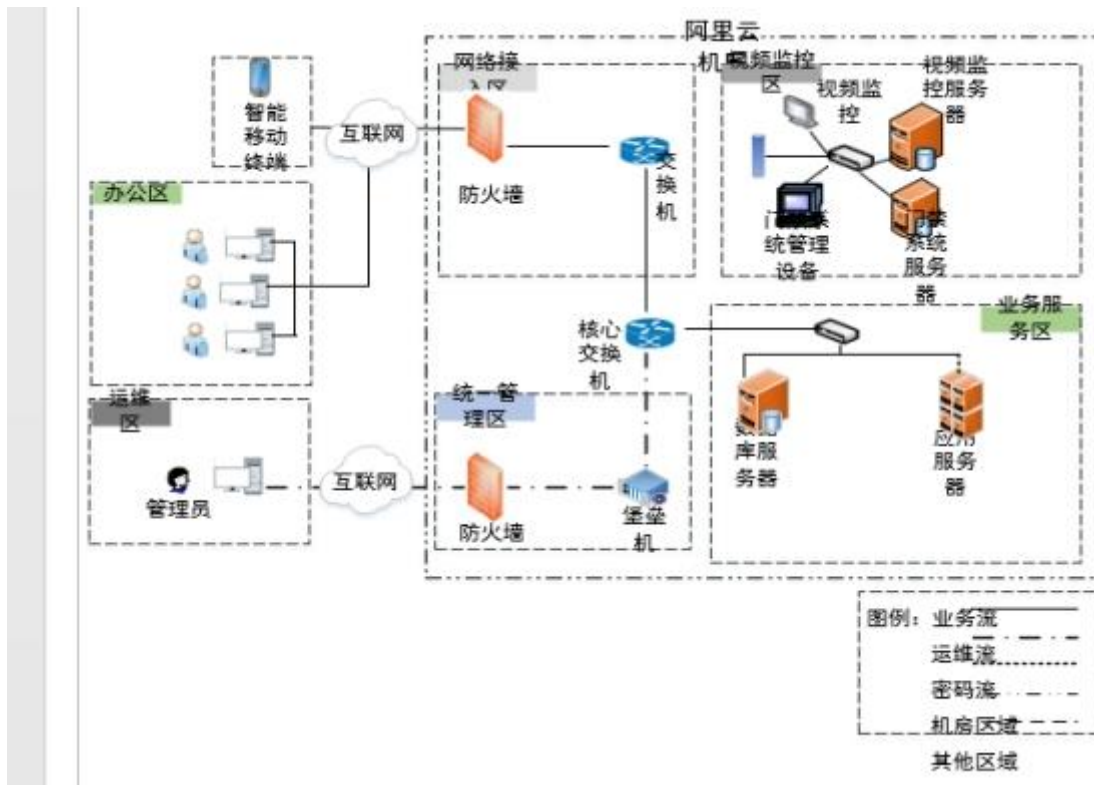 阿里云
机
网络接
入区
视频监控
区
视频监
控服务
器
视频监
控
智能
移动
终端
互联网
防火墙
交
换
机
统管理
设备
系统
服务
器
办公区
核心
交换
机
业务服
务区
运维
区
管理员
互联网
统一管
理区
防火墙
堡垒
机
库服
务器
应用
服务
器
图例：业务流
运维流
密码流
机房区域
其他区域